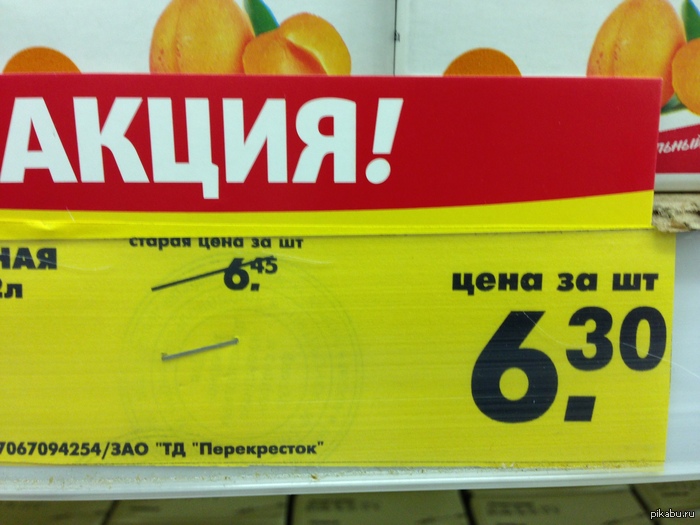 АКЦИЯ!
старая цена за шт
6.45
НАЯ
2л
цена за шт
6.30
7067094254/ЗАО "ТД "Перекресток"
льный
pikabu.ru